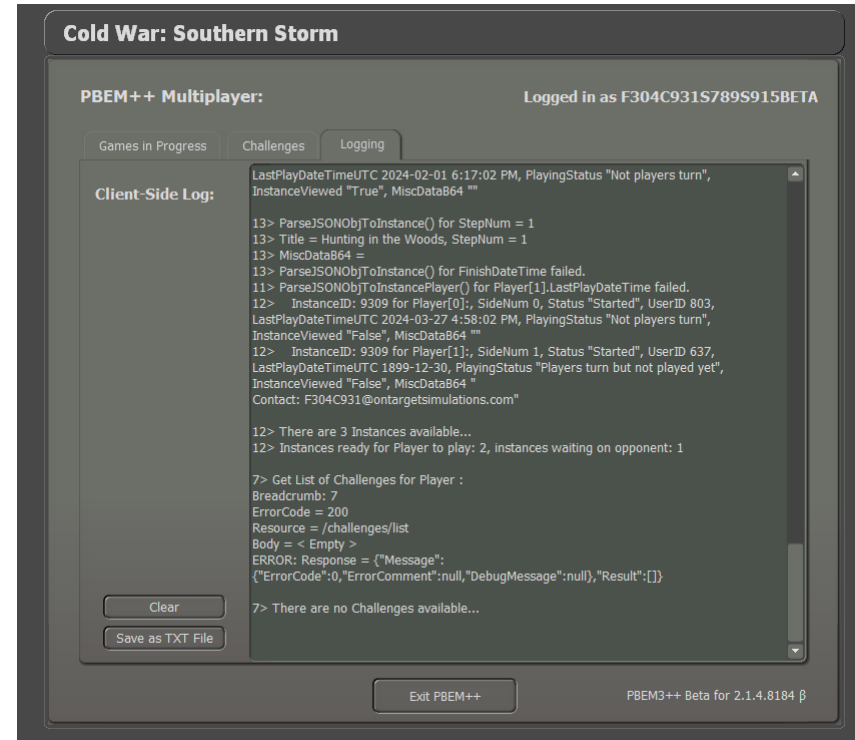 Cold War: Southern Storm
PBEM++ Multiplayer:
Logged in as F304C931S789S915BETA
Games in Progress
Challenges
Logging
Client-Side Log:
LastPlayDateTimeUTC 2024-02-01 6:17:02 PM, PlayingStatus "Not players turn",
InstanceViewed "True", MiscDataB64 ""
13> ParseJSONObjToInstance() for StepNum = 1
13> Title = Hunting in the Woods, StepNum = 1
13> MiscDataB64 =
13> ParseJSONObjToInstance() for FinishDateTime failed.
11> ParseJSONObjToInstancePlayer() for Player[1].LastPlayDateTime failed.
12>   InstanceID: 9309 for Player[0]:, SideNum 0, Status "Started", UserID 803,
LastPlayDateTimeUTC 2024-03-27 4:58:02 PM, PlayingStatus "Not players turn",
InstanceViewed "False", MiscDataB64 ""
12>   InstanceID: 9309 for Player[1]:, SideNum 1, Status "Started", UserID 637,
LastPlayDateTimeUTC 1899-12-30, PlayingStatus "Players turn but not played yet",
InstanceViewed "False", MiscDataB64 "
Contact: F304C931@ontargetsimulations.com"
12> There are 3 Instances available...
12> Instances ready for Player to play: 2, instances waiting on opponent: 1
7> Get List of Challenges for Player :
Breadcrumb: 7
ErrorCode = 200
Resource = /challenges/list
Body = < Empty >
ERROR: Response = {"Message":
{"ErrorCode":0,"ErrorComment":null,"DebugMessage":null},"Result":[]}
7> There are no Challenges available...
Clear
Save as TXT File
Exit PBEM++
PBEM3++ Beta for 2.1.4.8184 β